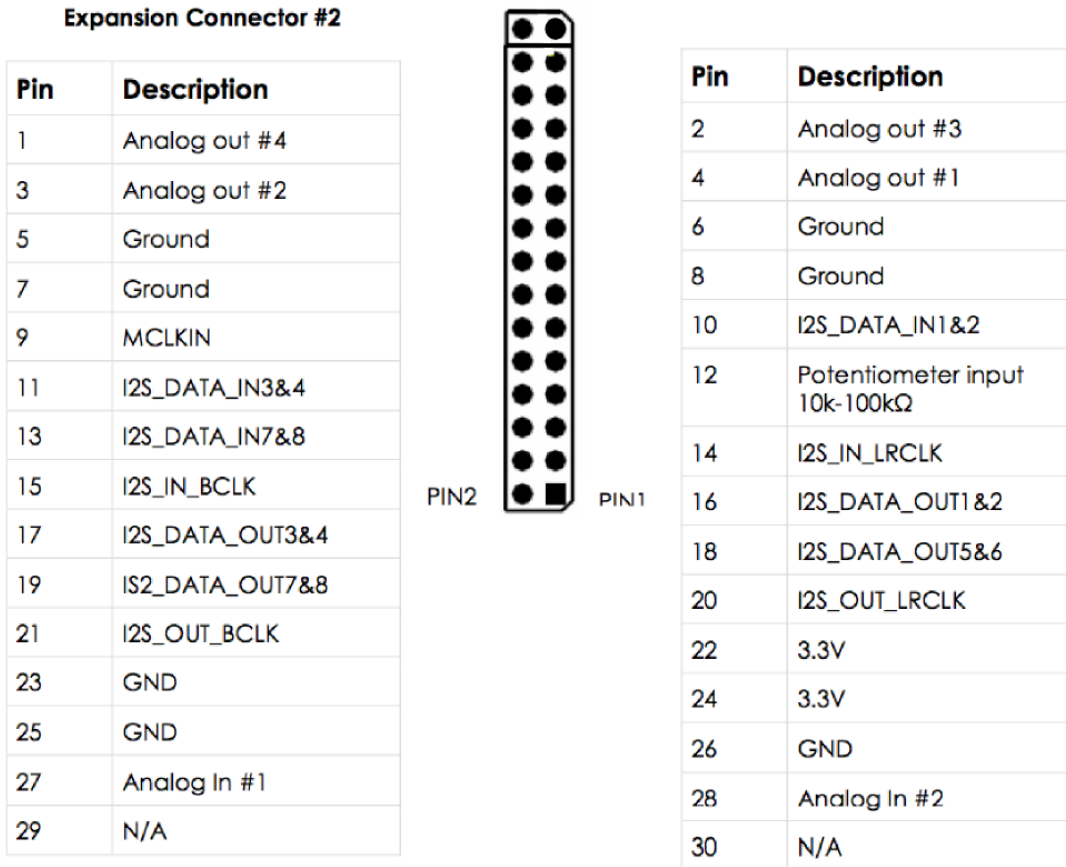 Expansion Connector #2
Pin Description
1 Analog out #4
3 Analog out #2
5 Ground
7 Ground
9 MCLKIN
11 I2S_DATA_IN3&4
13 I2S_DATA_IN7&8
15 I2S_IN_BCLK
17 I2S_DATA_OUT3&4
19 IS2_DATA_OUT7&8
21 I2S_OUT_BCLK
23 GND
25 GND
27 Analog In #1
29 N/A
PIN2 PIN1
Pin Description
2 Analog out #3
4 Analog out #1
6 Ground
8 Ground
10 I2S_DATA_IN1&2
12 Potentiometer input
10k-100kΩ
14 I2S_IN_LRCLK
16 I2S_DATA_OUT1&2
18 I2S_DATA_OUT5&6
20 I2S_OUT_LRCLK
22 3.3V
24 3.3V
26 GND
28 Analog In #2
30 N/A